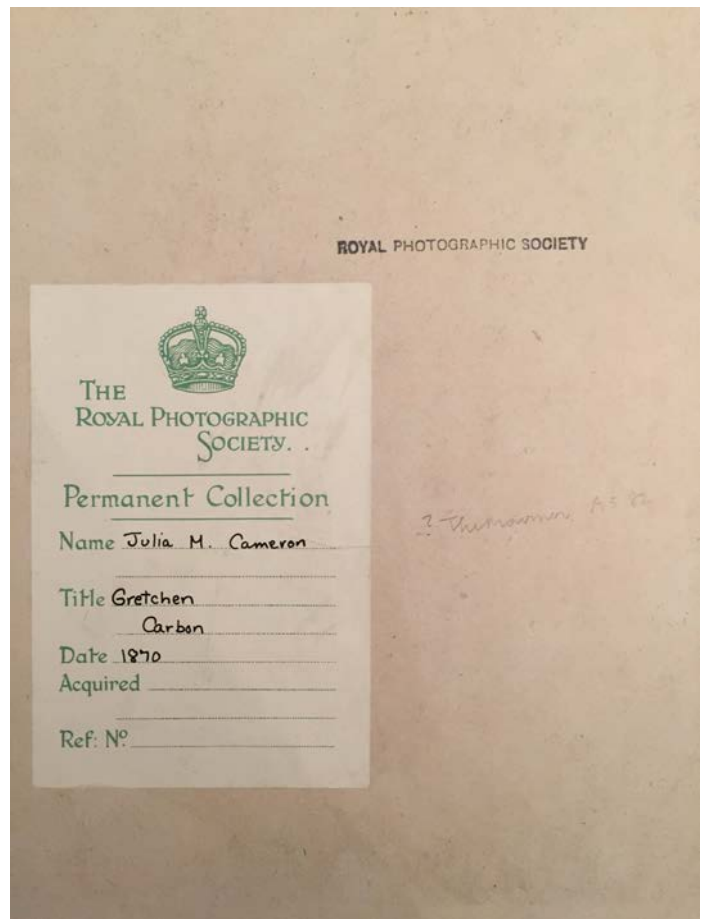 ROYAL PHOTOGRAPHIC SOCIETY
THE
ROYAL PHOTOGRAPHIC
SOCIETY. .
Permanent Collection
Name Julia M. Cameron
Title Gretchen
Carbon
Date 1870
Acquired
Ref: Nº
?